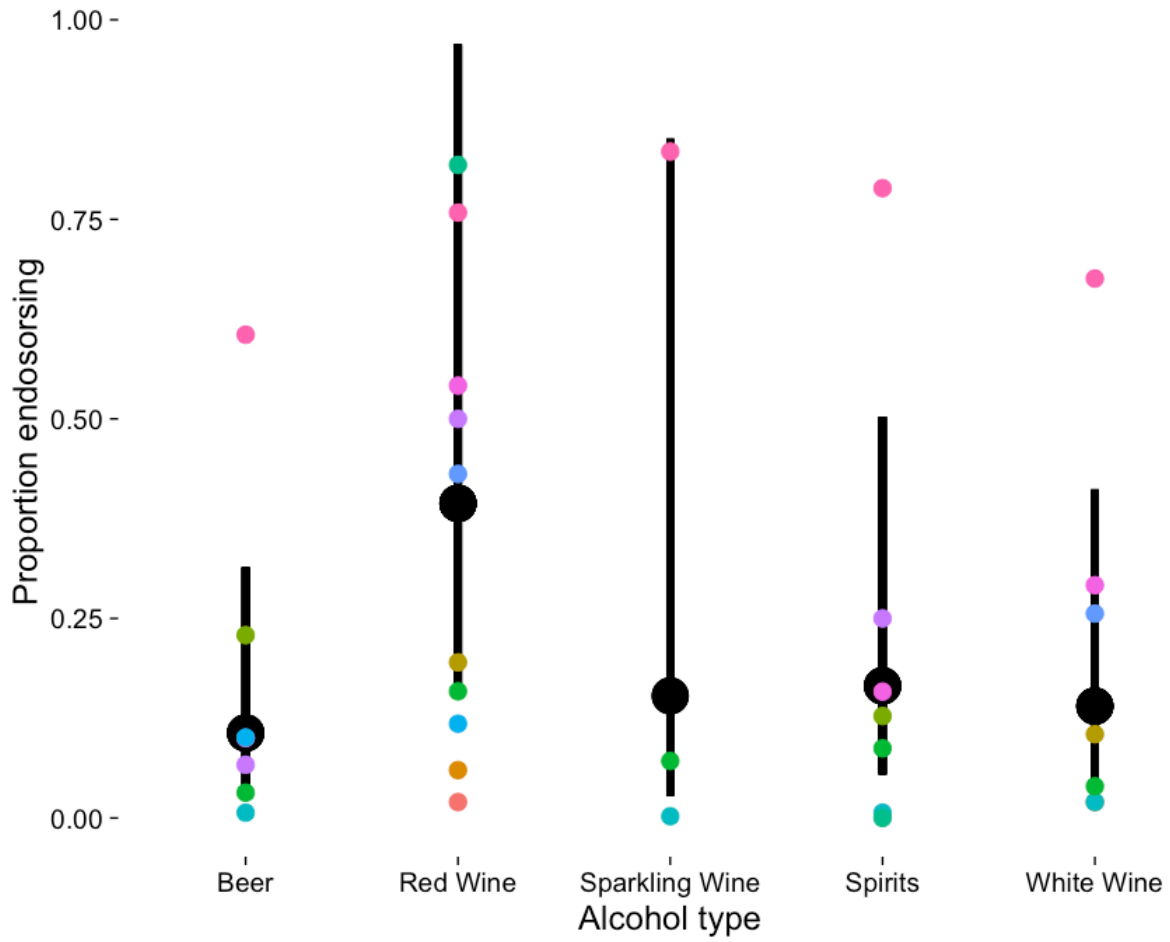 1.00
0.75
0.50
0.25
0.00
Proportion endosorsing
Beer Red Wine Sparkling Wine Spirits White Wine
Alcohol type